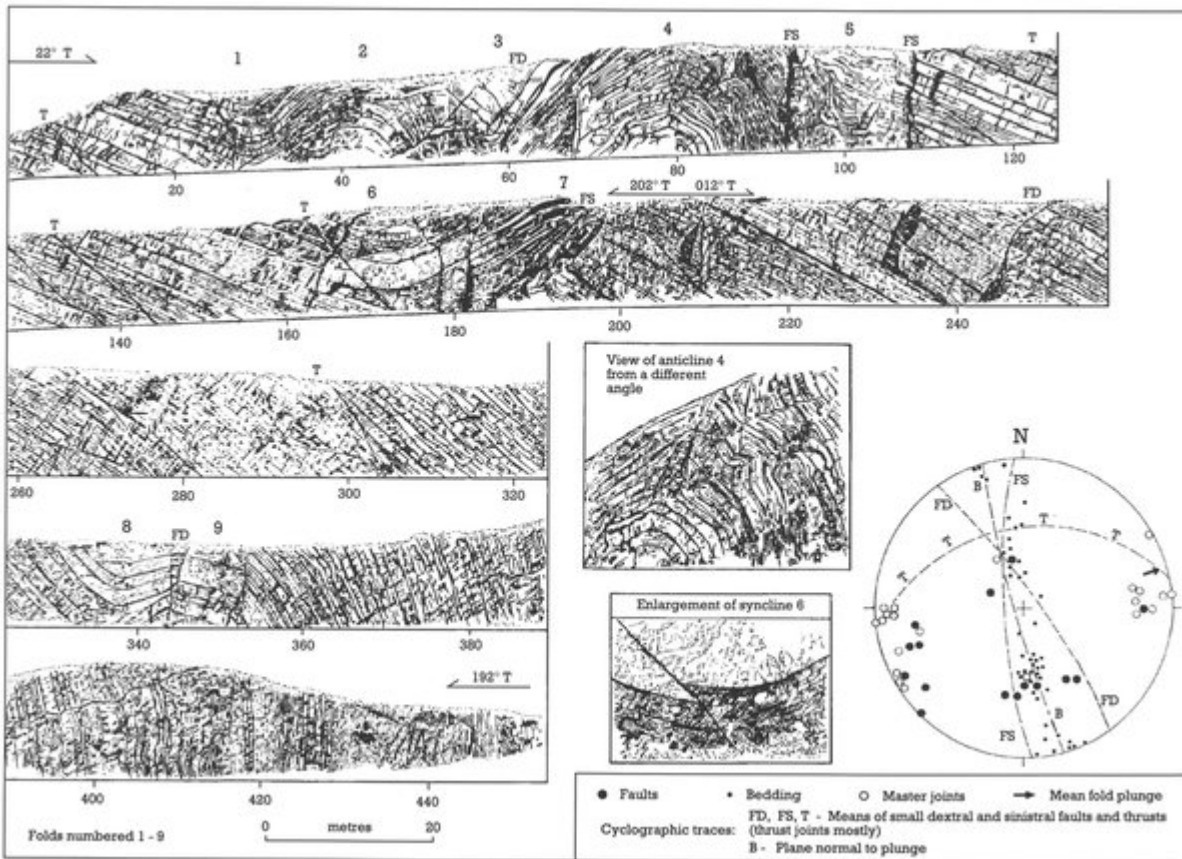 1 2 3 4 FS 5 FS T
22° T FD
T
20 40 60 80 100 120
T T 6 7 FS 202° T 012° T FD
140 160 180 200 220 240
T
260 280 300 320
8 FD 9
340 360 380
192° T
400 420 440
Folds numbered 1 - 9
0 metres 20
View of anticline 4
from a different
angle
Enlargement of syncline 6
N
B FS
FD
T T T
T
FD
FS B
Faults Bedding Master joints Mean fold plunge
Cyclographic traces: FD, FS, T - Means of small dextral and sinistral faults and thrusts
(thrust joints mostly)
B - Plane normal to plunge